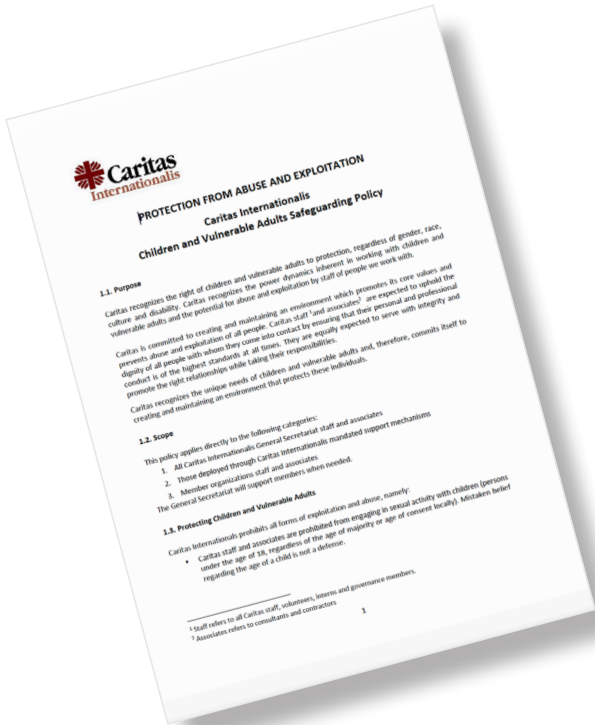 Caritas
Internationalis
PROTECTION FROM ABUSE AND EXPLOITATION
Caritas Internationalis
Children and Vulnerable Adults Safeguarding Policy
1.1. Purpose
Caritas recognizes the right of children and vulnerable adults to protection, regardless of gender, race,
culture and disability. Caritas recognizes the power dynamics inherent in working with children and
vulnerable adults and the potential for abuse and exploitation by staff of people we work with.
Caritas is committed to creating and maintaining an environment which promotes its core values and
prevents abuse and exploitation of all people. Caritas staff ¹and associates² are expected to uphold the
dignity of all people with whom they come into contact by ensuring that their personal and professional
conduct is of the highest standards at all times. They are equally expected to serve with integrity and
promote the right relationships while taking their responsibilities.
Caritas recognizes the unique needs of children and vulnerable adults and, therefore, commits itself to
creating and maintaining an environment that protects these individuals.
1.2. Scope
This policy applies directly to the following categories:
1. All Caritas Internationalis General Secretariat staff and associates
2. Those deployed through Caritas Internationalis mandated support mechanisms
3. Member organizations staff and associates
The General Secretariat will support members when needed.
1.3. Protecting Children and Vulnerable Adults
Caritas Internationals prohibits all forms of exploitation and abuse, namely:
• Caritas staff and associates are prohibited from engaging in sexual activity with children (persons
under the age of 18, regardless of the age of majority or age of consent locally). Mistaken belief
regarding the age of a child is not a defense.
¹ Staff refers to all Caritas staff, volunteers, interns and governance members.
² Associates refers to consultants and contractors
1